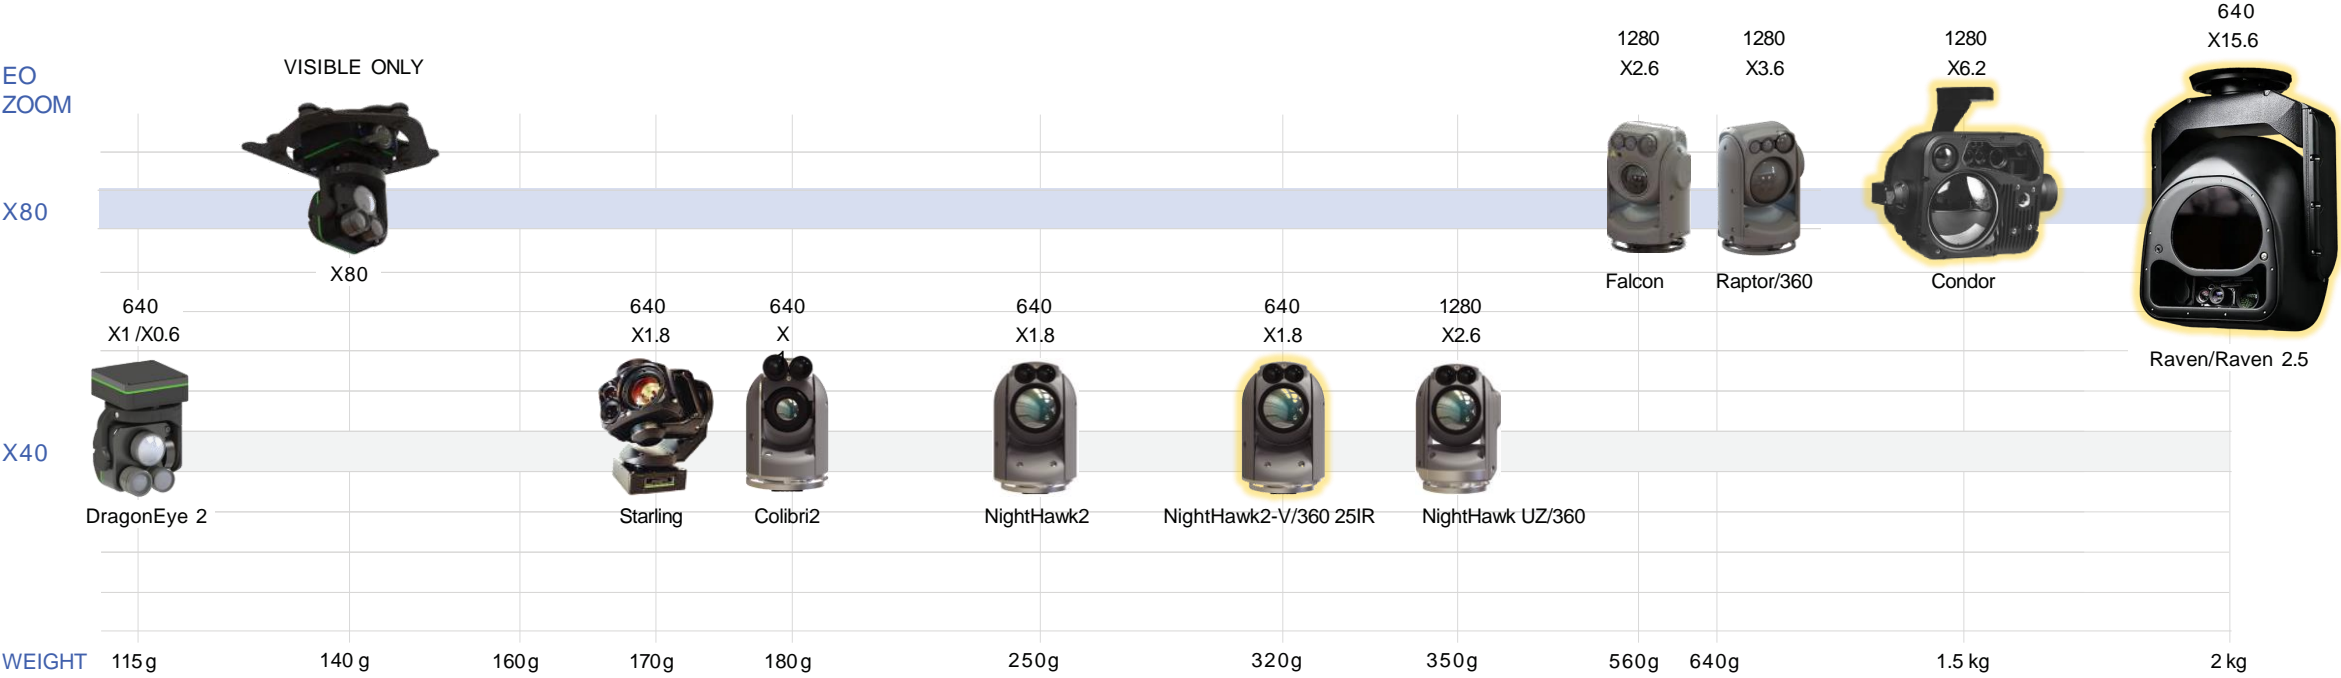 640
X15.6
1280
X2.6
1280
X3.6
1280
X6.2
VISIBLE ONLY
EO
ZOOM
X80
X80
Falcon
Raptor/360
Condor
Raven/Raven 2.5
640
X1 /X0.6
640
X1.8
640
X
640
X1.8
640
X1.8
1280
X2.6
X40
DragonEye 2
Starling
Colibri2
NightHawk2
NightHawk2-V/360 25IR
NightHawk UZ/360
WEIGHT
115g
140 g
160g
170g
180g
250g
320g
350g
560g
640g
1.5 kg
2 kg